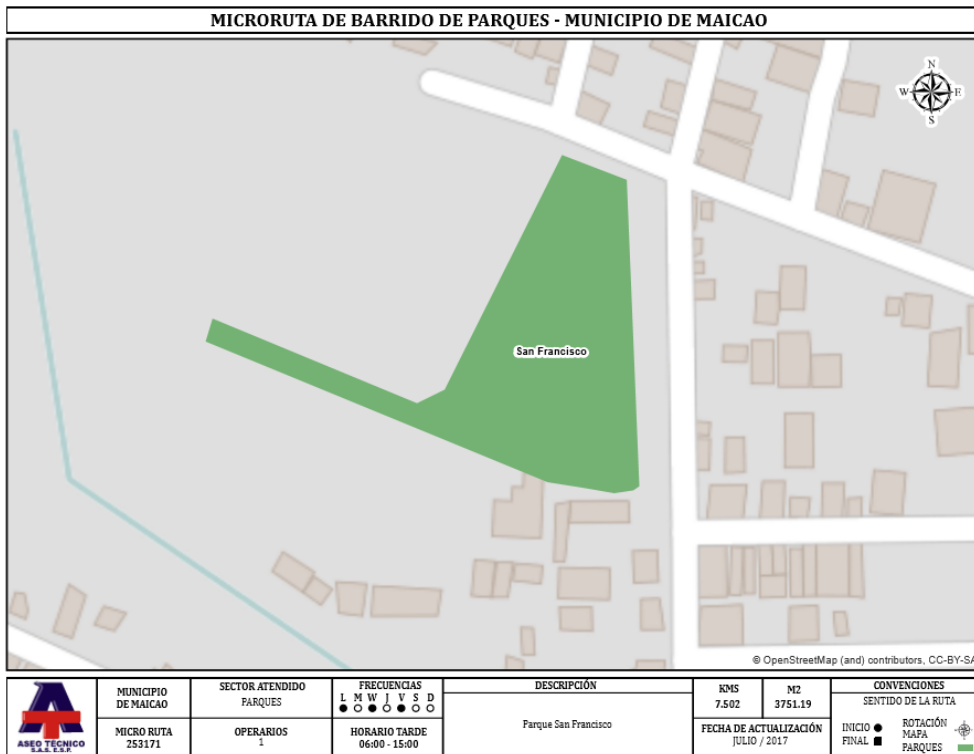 MICRORUTA DE BARRIDO DE PARQUES - MUNICIPIO DE MAICAO
N
W E
S
San Francisco
© OpenStreetMap (and) contributors, CC-BY-SA
ASEO TÉCNICO
S.A.S. E.S.P.
MUNICIPIO
DE MAICAO
MICRO RUTA
253171
SECTOR ATENDIDO
PARQUES
OPERARIOS
1
FRECUENCIAS
L M W J V S D
HORARIO TARDE
06:00 - 15:00
DESCRIPCIÓN
Parque San Francisco
KMS
7.502
M2
3751.19
FECHA DE ACTUALIZACIÓN
JULIO / 2017
CONVENCIONES
SENTIDO DE LA RUTA
INICIO
FINAL
ROTACIÓN
MAPA
PARQUES